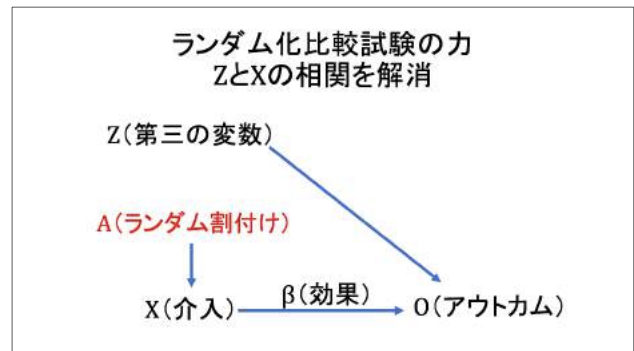 ランダム化比較試験の力
ZとXの相関を解消
Z(第三の変数)
A(ランダム割付け)
X(介入)
β(効果)
O(アウトカム)